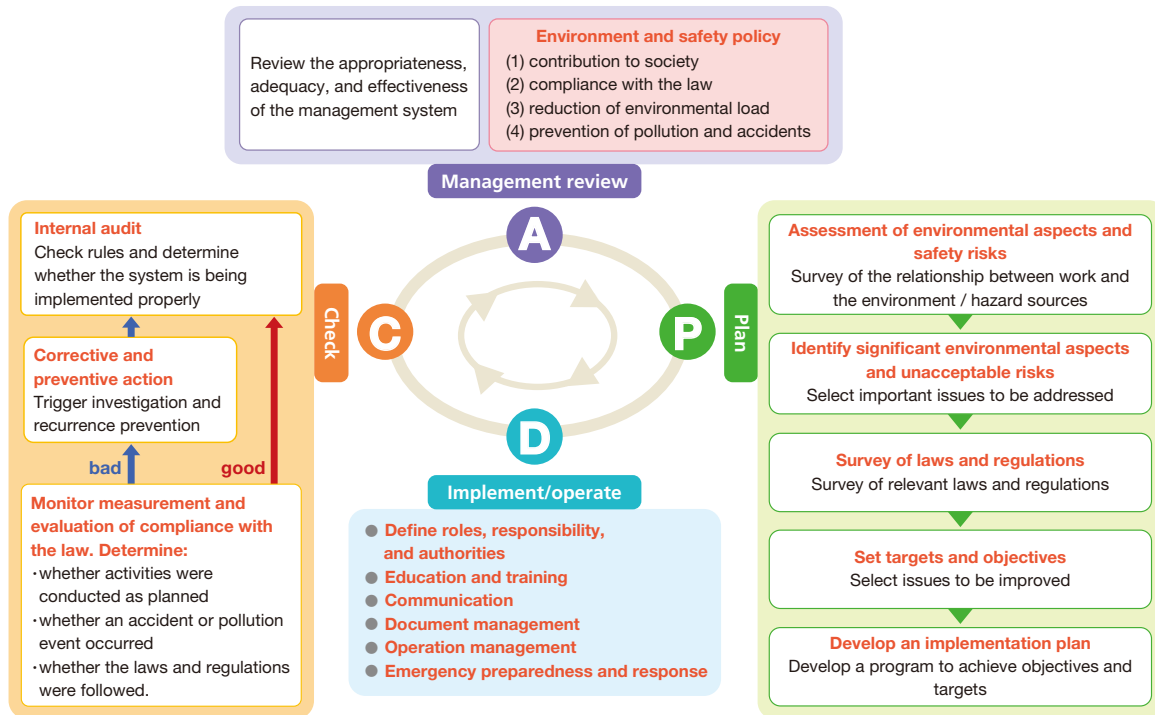 Review the appropriateness,
adequacy, and effectiveness
of the management system
Environment and safety policy
(1) contribution to society
(2) compliance with the law
(3) reduction of environmental load
(4) prevention of pollution and accidents
Management review
A
Internal audit
Check rules and determine
whether the system is being
implemented properly
Corrective and
preventive action
Trigger investigation and
recurrence prevention
bad
good
Monitor measurement and
evaluation of compliance with
the law. Determine:
・whether activities were
conducted as planned
・whether an accident or pollution
event occurred
・whether the laws and regulations
were followed.
Check
C
P
Plan
D
Implement/operate
● Define roles, responsibility,
and authorities
● Education and training
● Communication
● Document management
● Operation management
● Emergency preparedness and response
Assessment of environmental aspects and
safety risks
Survey of the relationship between work and
the environment / hazard sources
Identify significant environmental aspects
and unacceptable risks
Select important issues to be addressed
Survey of laws and regulations
Survey of relevant laws and regulations
Set targets and objectives
Select issues to be improved
Develop an implementation plan
Develop a program to achieve objectives and
targets